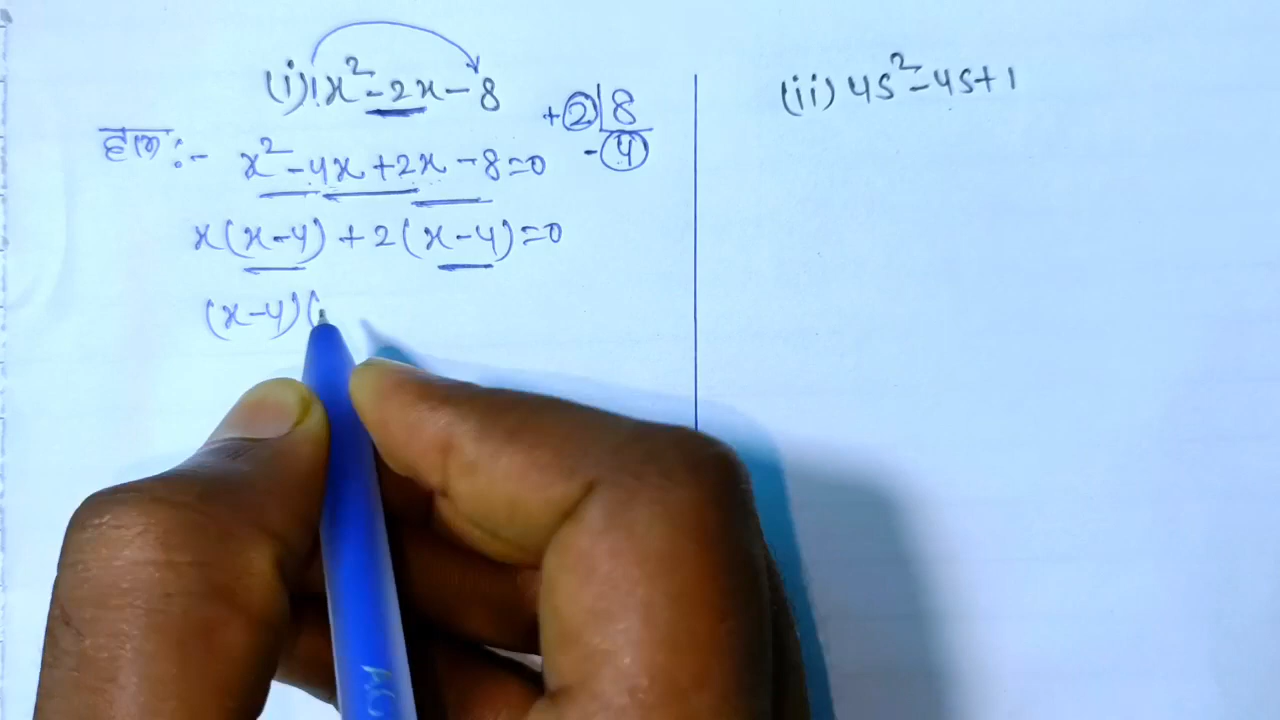 (i) 1x² - 2x - 8
+2 | 8
- 4
हल :- x² - 4x + 2x - 8 = 0
x(x-4) + 2(x-4) = 0
(x-4)(
(ii) 4s² - 4s + 1